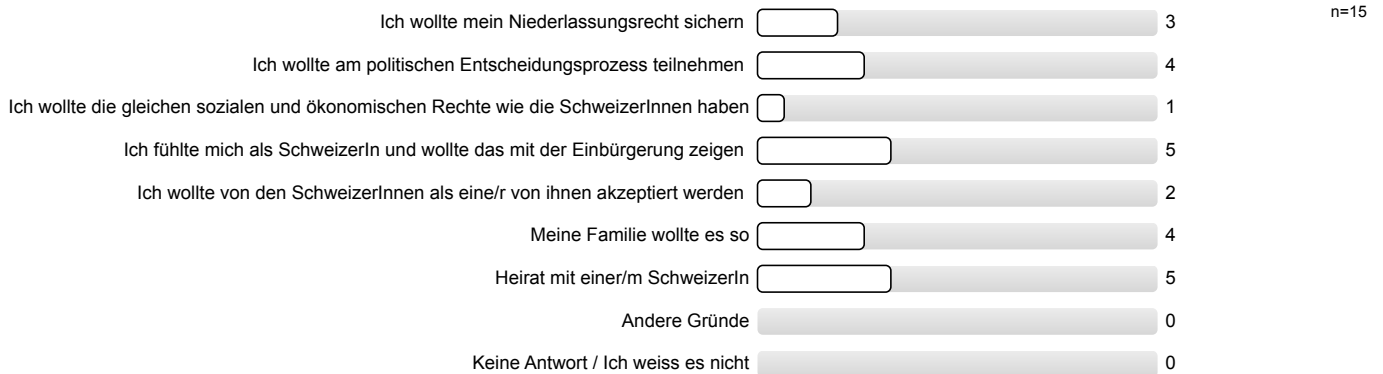 Ich wollte mein Niederlassungsrecht sichern 3 n=15
Ich wollte am politischen Entscheidungsprozess teilnehmen 4
Ich wollte die gleichen sozialen und ökonomischen Rechte wie die SchweizerInnen haben 1
Ich fühlte mich als SchweizerIn und wollte das mit der Einbürgerung zeigen 5
Ich wollte von den SchweizerInnen als eine/r von ihnen akzeptiert werden 2
Meine Familie wollte es so 4
Heirat mit einer/m SchweizerIn 5
Andere Gründe 0
Keine Antwort / Ich weiss es nicht 0